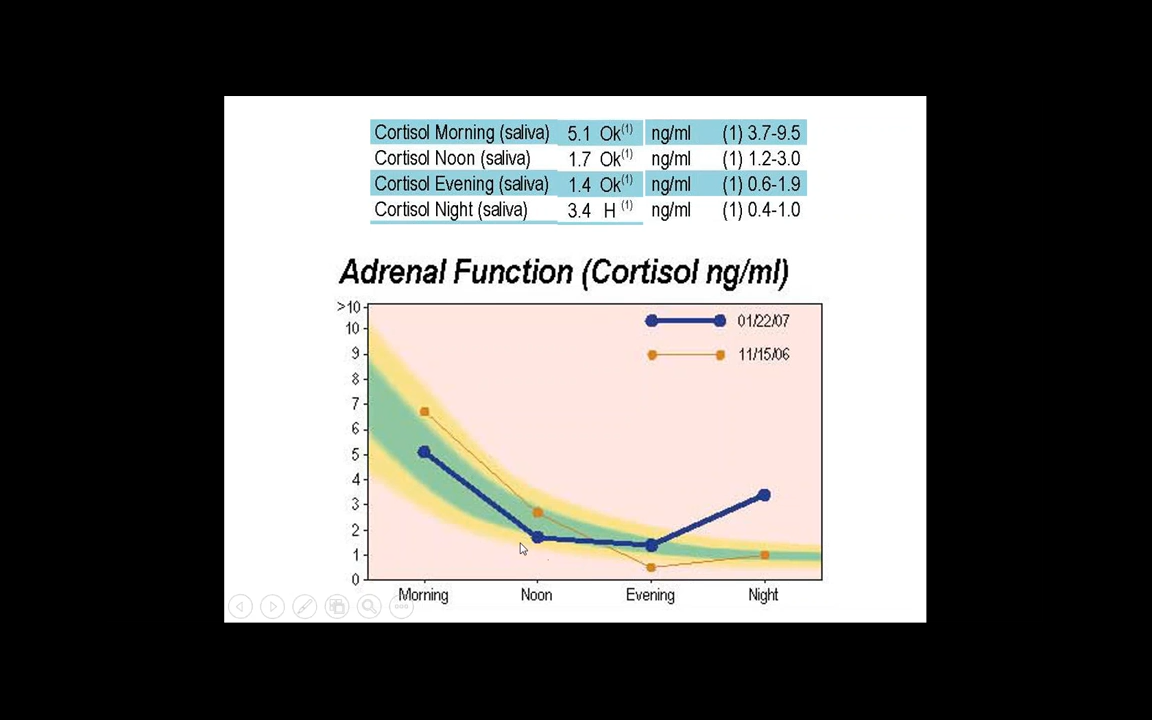 Cortisol Morning (saliva) 5.1 Ok(1) ng/ml (1) 3.7-9.5
Cortisol Noon (saliva) 1.7 Ok(1) ng/ml (1) 1.2-3.0
Cortisol Evening (saliva) 1.4 Ok(1) ng/ml (1) 0.6-1.9
Cortisol Night (saliva) 3.4 H (1) ng/ml (1) 0.4-1.0
Adrenal Function (Cortisol ng/ml)
>10
10
9
8
7
6
5
4
3
2
1
0
01/22/07
11/15/06
Morning Noon Evening Night